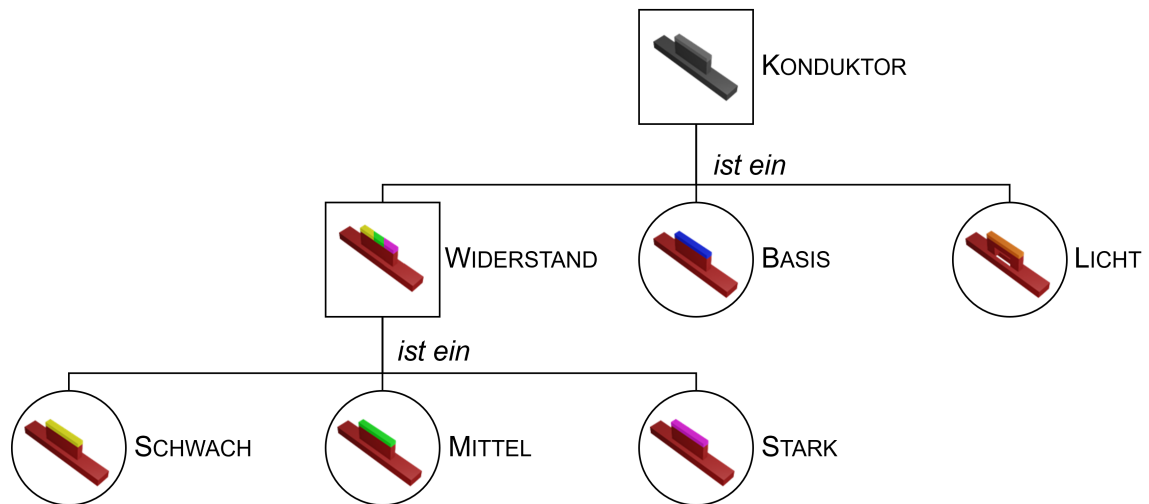 KONDUKTOR
ist ein
WIDERSTAND
BASIS
LICHT
ist ein
SCHWACH
MITTEL
STARK